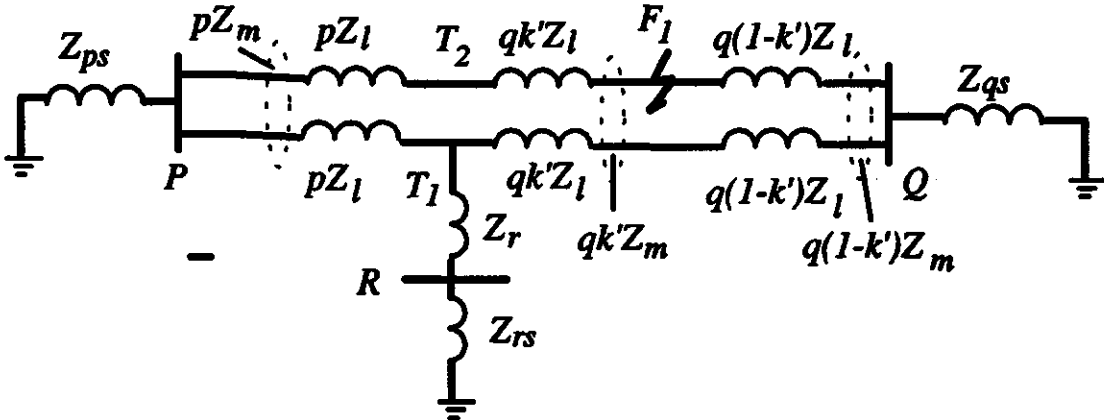 Z_ps
pZ_m
pZ_l
T_2
qk'Z_l
F_1
q(1-k')Z_l
Z_qs
P
pZ_l
T_1
qk'Z_l
q(1-k')Z_l
Q
Z_r
qk'Z_m
q(1-k')Z_m
R
Z_rs